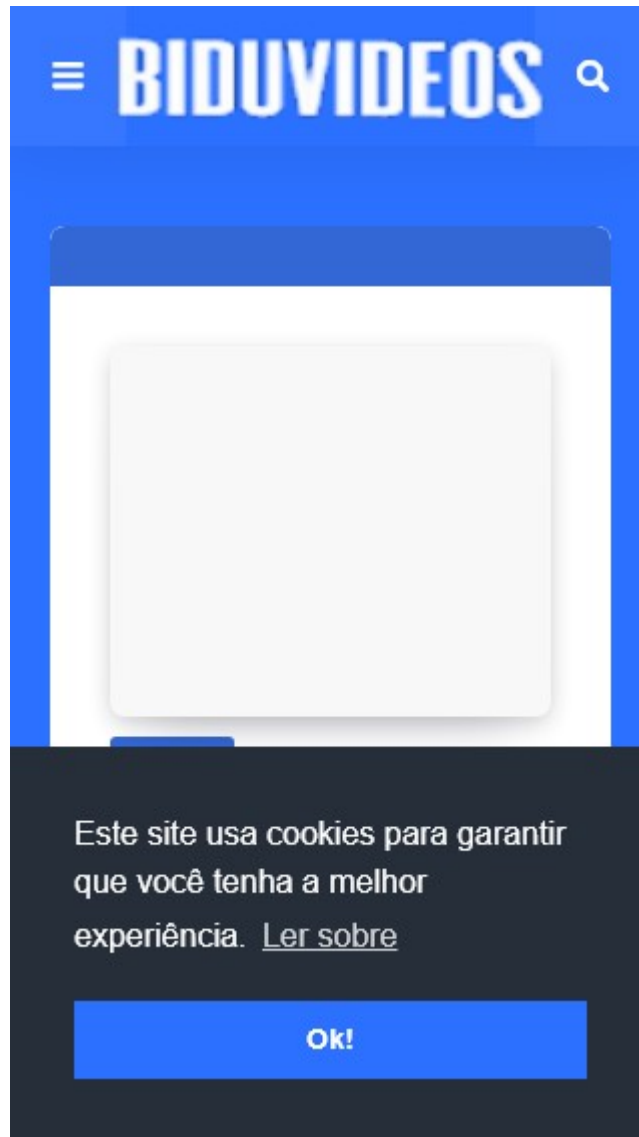 BIDUVIDEOS
Este site usa cookies para garantir
que você tenha a melhor
experiência. Ler sobre
Ok!